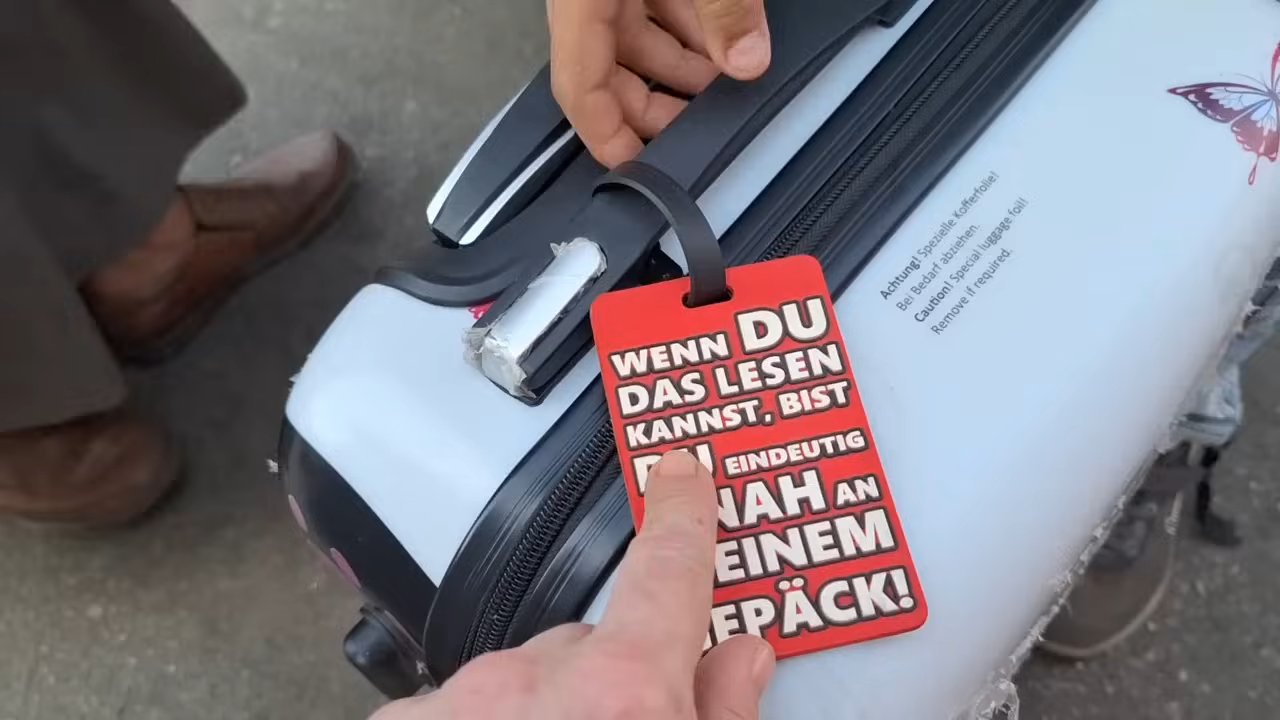 WENN DU
DAS LESEN
KANNST, BIST
DU EINDEUTIG
NAH AN
EINEM
EPÄCK!
Achtung! Spezielle Kofferfolie!
Bei Bedarf abziehen.
Caution! Special luggage foil!
Remove if required.